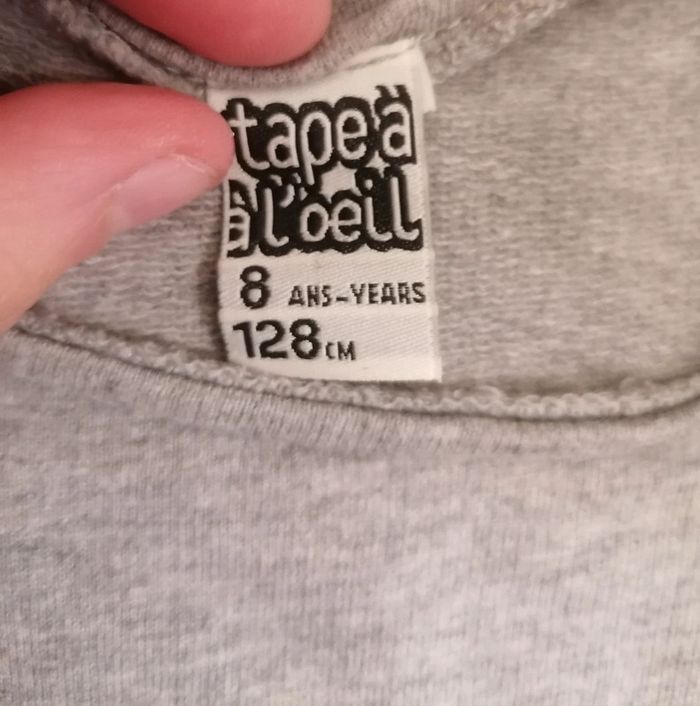 tape à
à l'oeil
8 ANS-YEARS
128 CM